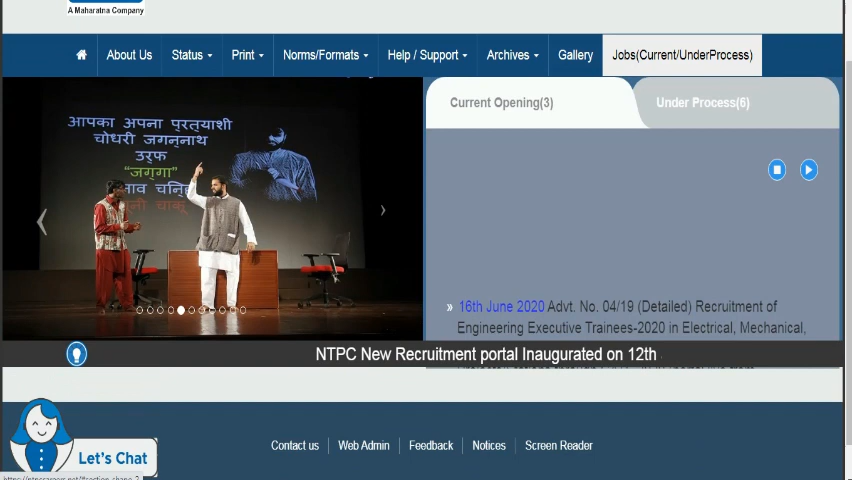 A Maharatna Company
About Us
Status
Print
Norms/Formats
Help / Support
Archives
Gallery
Jobs(Current/UnderProcess)
आपका अपना प्रत्याशी
चोधरी जगन्नाथ
उर्फ
"जग्गा"
Current Opening(3)
Under Process(6)
» 16th June 2020 Advt. No. 04/19 (Detailed) Recruitment of
Engineering Executive Trainees-2020 in Electrical, Mechanical,
NTPC New Recruitment portal Inaugurated on 12th
Contact us
Web Admin
Feedback
Notices
Screen Reader
Let's Chat